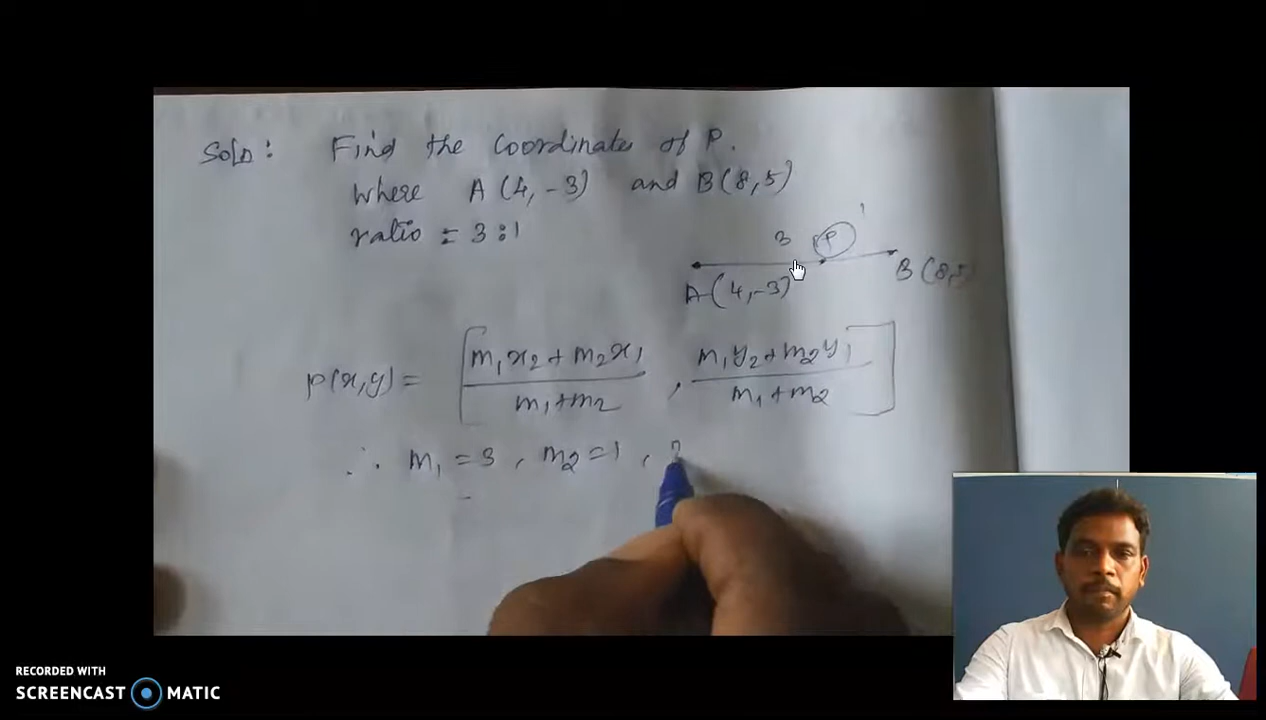 Soln: Find the coordinate of P.
Where A (4, -3) and B(8, 5)
ratio = 3:1
3 P 1
A(4, -3) B(8,5)
P(x,y) = [ m₁x₂ + m₂x₁ / m₁+m₂ , m₁y₂+m₂y₁ / m₁+m₂ ]
∴ m₁ = 3 , m₂ = 1 ,
RECORDED WITH
SCREENCAST MATIC